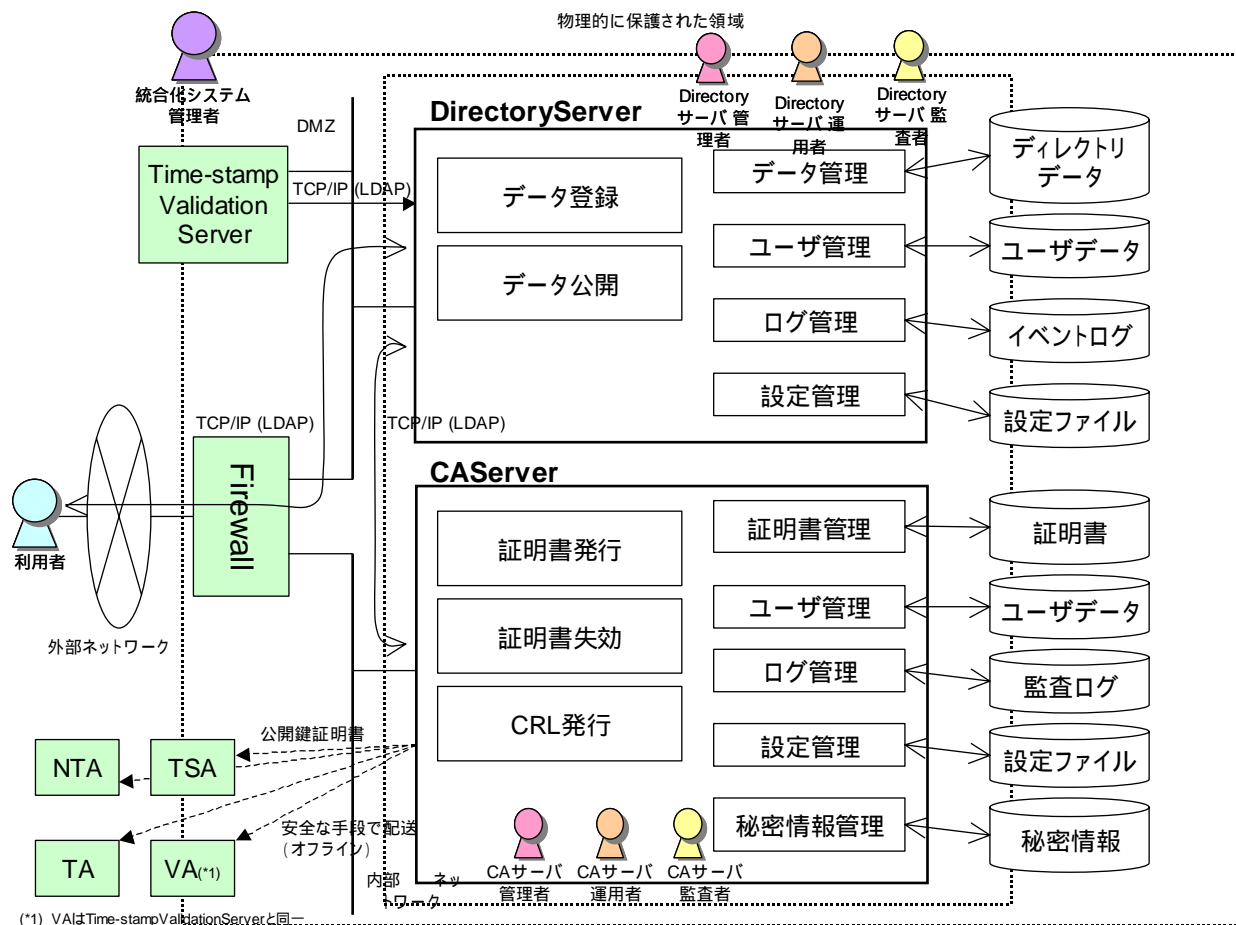 物理的に保護された領域
統合化システム
管理者
DMZ
DirectoryServer
Directory
サーバ 管
理者
Directory
サーバ 運
用者
Directory
サーバ 監
査者
Time-stamp
Validation
Server
TCP/IP (LDAP)
データ登録
データ公開
データ管理
ユーザ管理
ログ管理
設定管理
ディレクトリ
データ
ユーザデータ
イベントログ
設定ファイル
TCP/IP (LDAP)
TCP/IP (LDAP)
Firewall
利用者
外部ネットワーク
CAServer
証明書発行
証明書失効
CRL発行
証明書管理
ユーザ管理
ログ管理
設定管理
秘密情報管理
証明書
ユーザデータ
監査ログ
設定ファイル
秘密情報
公開鍵証明書
NTA
TSA
安全な手段で配送
(オフライン)
TA
VA(*1)
CAサーバ
管理者
CAサーバ
運用者
CAサーバ
監査者
内部 ネッ
トワーク
(*1) VAはTime-stampValidationServerと同一